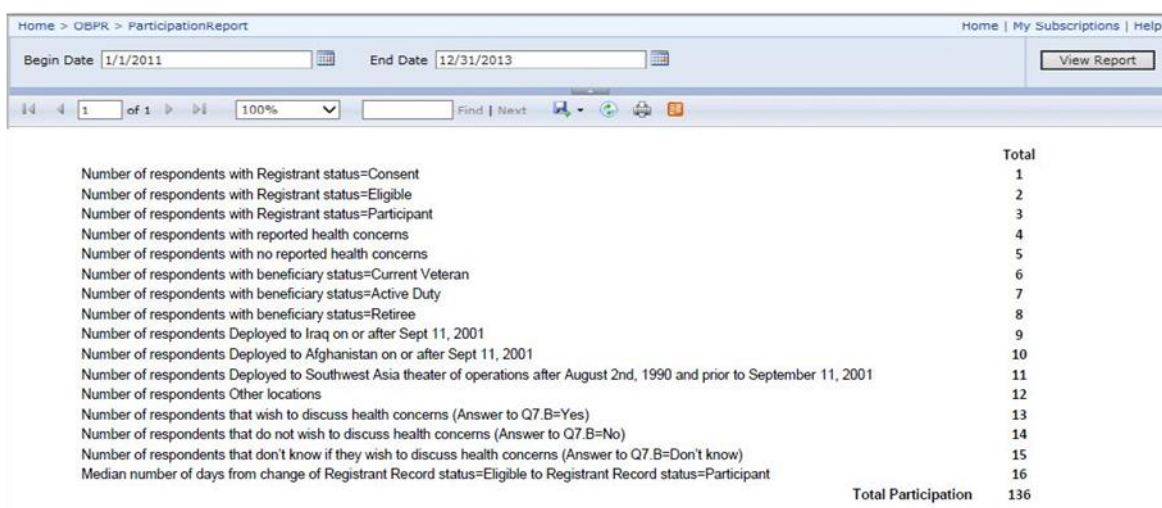 Home > OBPR > ParticipationReport Home | My Subscriptions | Help
Begin Date 1/1/2011 End Date 12/31/2013 View Report
1 of 1 100% Find | Next
Total
Number of respondents with Registrant status=Consent 1
Number of respondents with Registrant status=Eligible 2
Number of respondents with Registrant status=Participant 3
Number of respondents with reported health concerns 4
Number of respondents with no reported health concerns 5
Number of respondents with beneficiary status=Current Veteran 6
Number of respondents with beneficiary status=Active Duty 7
Number of respondents with beneficiary status=Retiree 8
Number of respondents Deployed to Iraq on or after Sept 11, 2001 9
Number of respondents Deployed to Afghanistan on or after Sept 11, 2001 10
Number of respondents Deployed to Southwest Asia theater of operations after August 2nd, 1990 and prior to September 11, 2001 11
Number of respondents Other locations 12
Number of respondents that wish to discuss health concerns (Answer to Q7.B=Yes) 13
Number of respondents that do not wish to discuss health concerns (Answer to Q7.B=No) 14
Number of respondents that don't know if they wish to discuss health concerns (Answer to Q7.B=Don't know) 15
Median number of days from change of Registrant Record status=Eligible to Registrant Record status=Participant 16
Total Participation 136